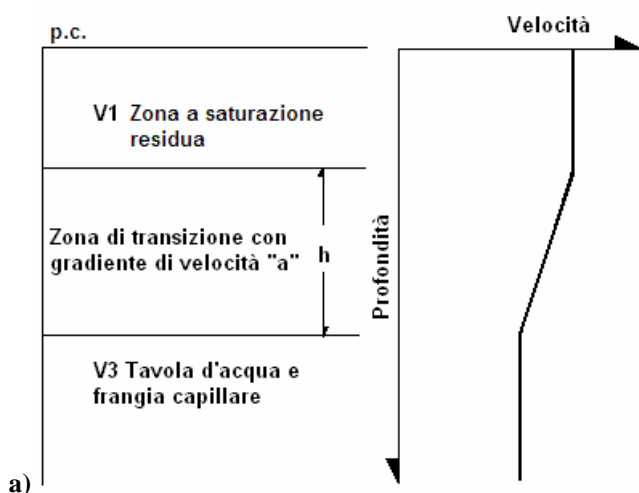 p.c.
V1 Zona a saturazione
residua
Zona di transizione con
gradiente di velocità "a"
h
V3 Tavola d'acqua e
frangia capillare
Velocità
Profondità
a)